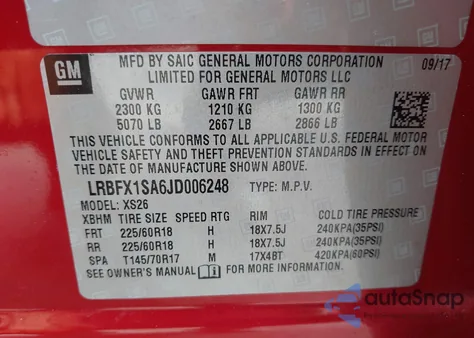 GM
MFD BY SAIC GENERAL MOTORS CORPORATION 09/17
LIMITED FOR GENERAL MOTORS LLC
GVWR GAWR FRT GAWR RR
2300 KG 1210 KG 1300 KG
5070 LB 2667 LB 2866 LB
THIS VEHICLE CONFORMS TO ALL APPLICABLE U.S. FEDERAL MOTOR
VEHICLE SAFETY AND THEFT PREVENTION STANDARDS IN EFFECT ON
THE DATE OF MANUFACTURE SHOWN ABOVE.
LRBFX1SA6JD006248 TYPE: M.P.V.
MODEL: XS26
XBHM TIRE SIZE SPEED RTG RIM COLD TIRE PRESSURE
FRT 225/60R18 H 18X7.5J 240KPA(35PSI)
RR 225/60R18 H 18X7.5J 240KPA(35PSI)
SPA T145/70R17 M 17X4BT 420KPA(60PSI)
SEE OWNER'S MANUAL FOR MORE INFORMATION
autoSnap